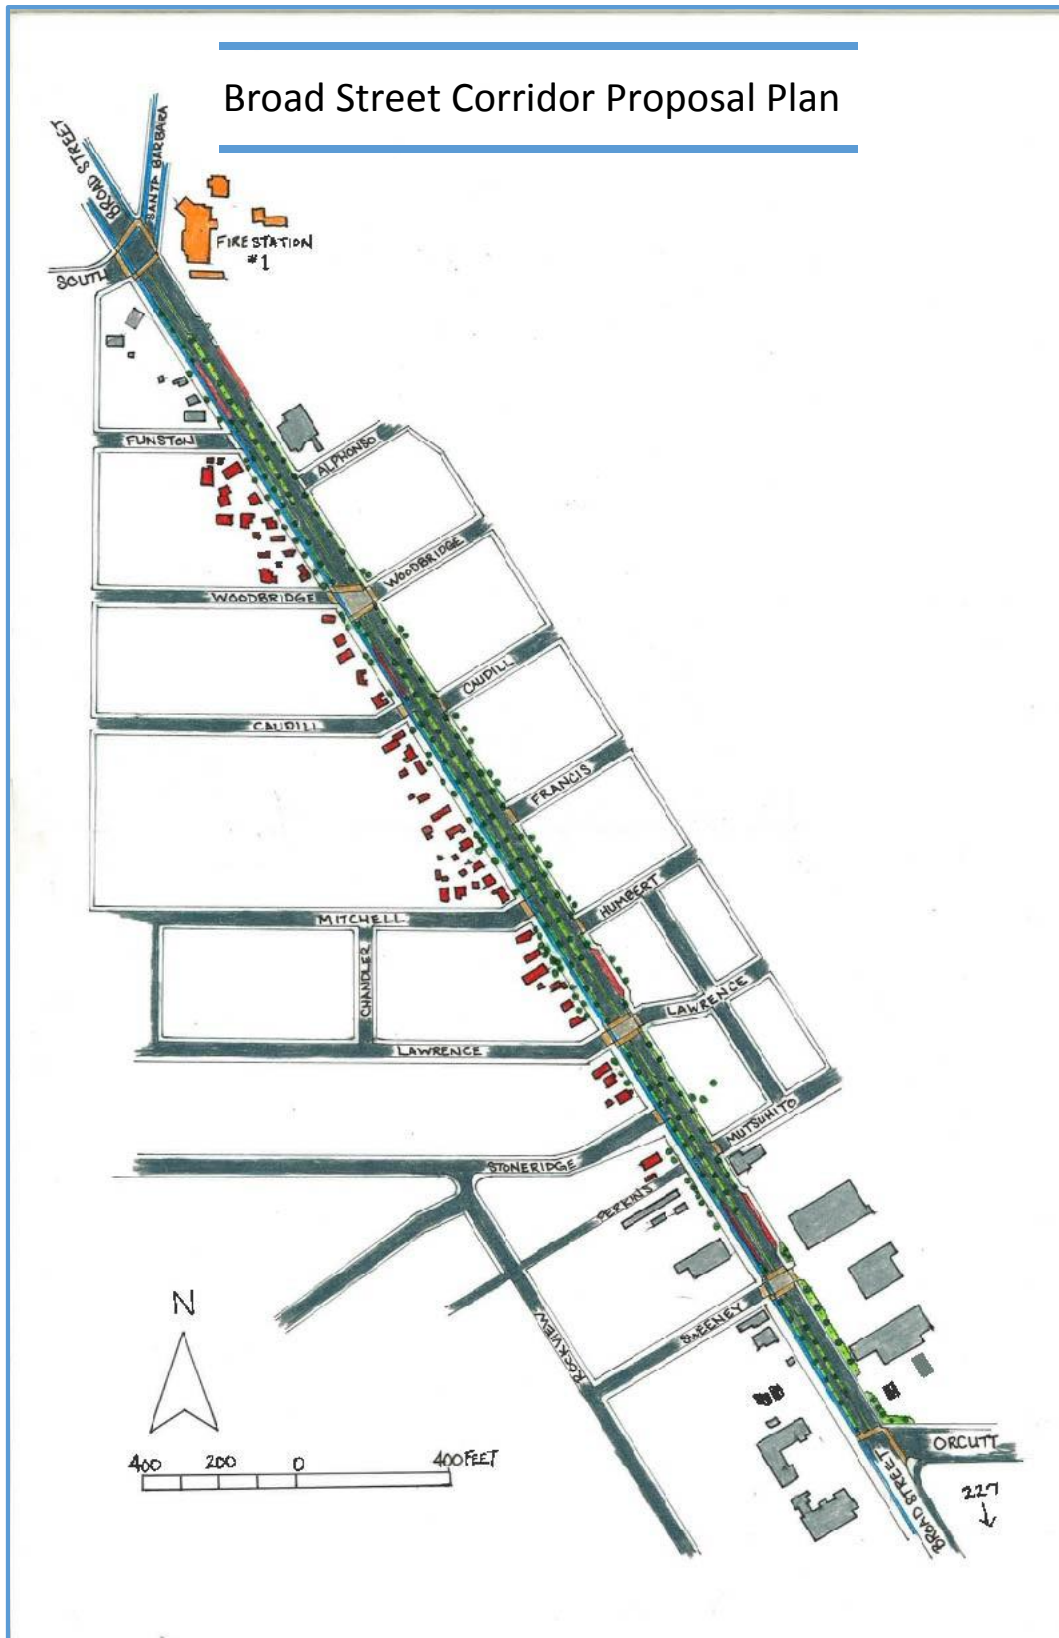 Broad Street Corridor Proposal Plan
BROAD STREET
SANTA BARBARA
FIRE STATION
#1
SOUTH
FUNSTON
ALPHONSO
WOODBRIDGE
WOODBRIDGE
CAUDILL
CAUDILL
FRANCIS
HUMBERT
MITCHELL
CHANDLER
LAWRENCE
LAWRENCE
MUTSUHITO
STONERIDGE
PERKINS
SWEENEY
ROCKVIEW
N
400 200 0 400 FEET
ORCUTT
BROAD STREET
227